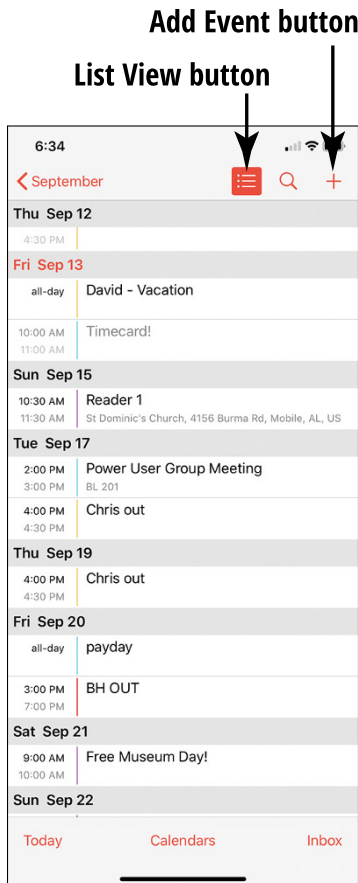 Add Event button
List View button
6:34
September
Thu Sep 12
4:30 PM
Fri Sep 13
all-day David - Vacation
10:00 AM Timecard!
11:00 AM
Sun Sep 15
10:30 AM Reader 1
11:30 AM St Dominic's Church, 4156 Burma Rd, Mobile, AL, US
Tue Sep 17
2:00 PM Power User Group Meeting
3:00 PM BL 201
4:00 PM Chris out
4:30 PM
Thu Sep 19
4:00 PM Chris out
4:30 PM
Fri Sep 20
all-day payday
3:00 PM BH OUT
7:00 PM
Sat Sep 21
9:00 AM Free Museum Day!
10:00 AM
Sun Sep 22
Today Calendars Inbox